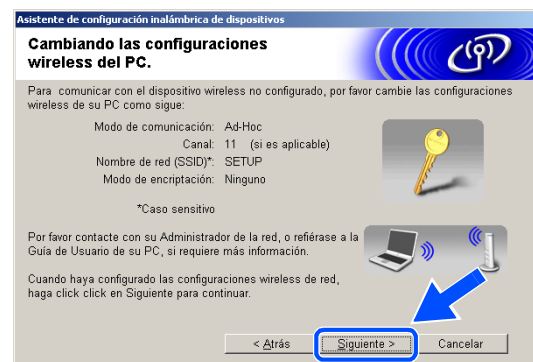 Asistente de configuración inalámbrica de dispositivos
Cambiando las configuraciones
wireless del PC.
Para comunicar con el dispositivo wireless no configurado, por favor cambie las configuraciones
wireless de su PC como sigue:
Modo de comunicación: Ad-Hoc
Canal: 11 (si es aplicable)
Nombre de red (SSID)*: SETUP
Modo de encriptación: Ninguno
*Caso sensitivo
Por favor contacte con su Administrador de la red, o refiérase a la
Guía de Usuario de su PC, si requiere más información.
Cuando haya configurado las configuraciones wireless de red,
haga click click en Siguiente para continuar.
< Atrás
Siguiente >
Cancelar